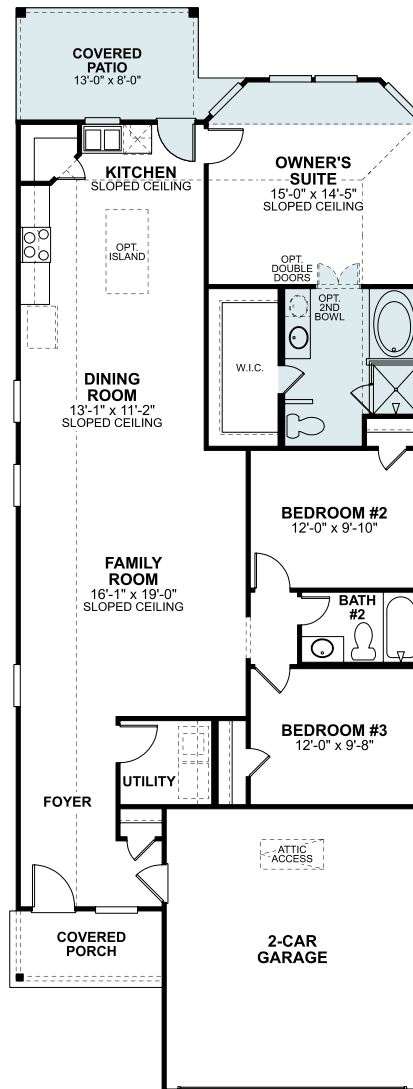 COVERED
PATIO
13'-0" x 8'-0"
KITCHEN
SLOPED CEILING
OWNER'S
SUITE
15'-0" x 14'-5"
SLOPED CEILING
OPT.
ISLAND
OPT.
DOUBLE
DOORS
OPT.
2ND
BOWL
W.I.C.
DINING
ROOM
13'-1" x 11'-2"
SLOPED CEILING
BEDROOM #2
12'-0" x 9'-10"
FAMILY
ROOM
16'-1" x 19'-0"
SLOPED CEILING
BATH
#2
BEDROOM #3
12'-0" x 9'-8"
UTILITY
FOYER
ATTIC
ACCESS
COVERED
PORCH
2-CAR
GARAGE